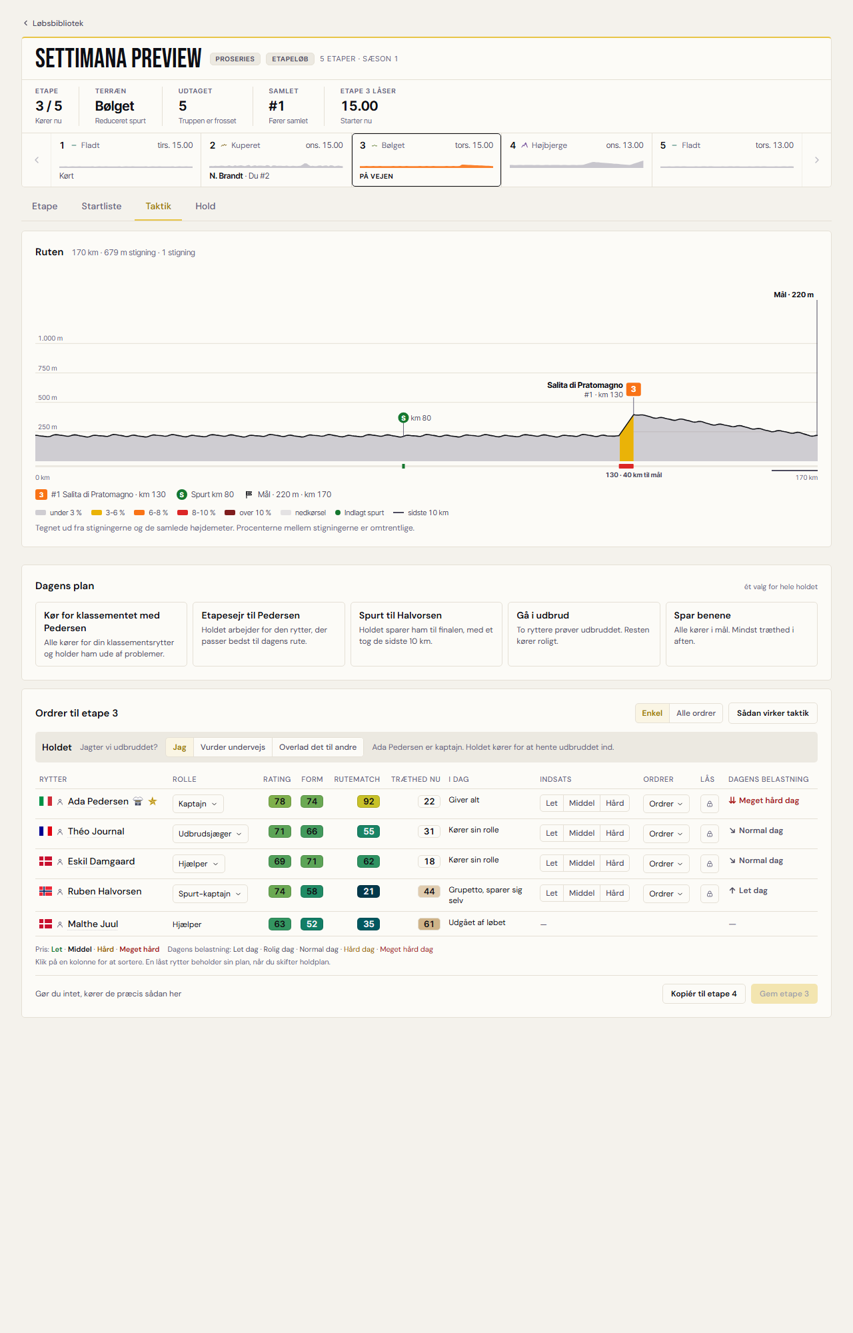 Løbsbibliotek
SETTIMANA PREVIEW PROSERIES ETAPELØB 5 ETAPER · SÆSON 1
ETAPE
3 / 5
Kører nu
TERRÆN
Bølget
Reduceret spurt
UDTAGET
5
Truppen er frosset
SAMLET
#1
Fører samlet
ETAPE 3 LÅSER
15.00
Starter nu
1 Fladt tirs. 15.00
Kørt
2 Kuperet ons. 15.00
N. Brandt · Du #2
3 Bølget tors. 15.00
PÅ VEJEN
4 Højbjerge ons. 13.00
5 Fladt tors. 13.00
Etape Startliste Taktik Hold
Ruten 170 km · 679 m stigning · 1 stigning
Mål · 220 m
1.000 m
750 m
500 m
250 m
Salita di Pratomagno 3
#1 · km 130
S km 80
130 · 40 km til mål
0 km
170 km
3 #1 Salita di Pratomagno · km 130 S Spurt km 80 Mål · 220 m · km 170
under 3 % 3-6 % 6-8 % 8-10 % over 10 % nedkørsel Indlagt spurt sidste 10 km
Tegnet ud fra stigningerne og de samlede højdemeter. Procenterne mellem stigningerne er omtrentlige.
Dagens plan ét valg for hele holdet
Kør for klassementet med
Pedersen
Alle kører for din klassementsrytter
og holder ham ude af problemer.
Etapesejr til Pedersen
Holdet arbejder for den rytter, der
passer bedst til dagens rute.
Spurt til Halvorsen
Holdet sparer ham til finalen, med et
tog de sidste 10 km.
Gå i udbrud
To ryttere prøver udbruddet. Resten
kører roligt.
Spar benene
Alle kører i mål. Mindst træthed i
aften.
Ordrer til etape 3 Enkel Alle ordrer Sådan virker taktik
Holdet Jagter vi udbruddet? Jag Vurder undervejs Overlad det til andre Ada Pedersen er kaptajn. Holdet kører for at hente udbruddet ind.
RYTTER ROLLE RATING FORM RUTEMATCH TRÆTHED NU I DAG INDSATS ORDRER LÅS DAGENS BELASTNING
Ada Pedersen Kaptajn 78 74 92 22 Giver alt Let Middel Hård Ordrer Meget hård dag
Théo Journal Udbrudsjæger 71 66 55 31 Kører sin rolle Let Middel Hård Ordrer Normal dag
Eskil Damgaard Hjælper 69 71 62 18 Kører sin rolle Let Middel Hård Ordrer Normal dag
Ruben Halvorsen Spurt-kaptajn 74 58 21 44 Grupetto, sparer sig selv Let Middel Hård Ordrer Let dag
Malthe Juul Hjælper 63 52 35 61 Udgået af løbet – –
Pris: Let · Middel · Hård · Meget hård Dagens belastning: Let dag · Rolig dag · Normal dag · Hård dag · Meget hård dag
Klik på en kolonne for at sortere. En låst rytter beholder sin plan, når du skifter holdplan.
Gør du intet, kører de præcis sådan her Kopiér til etape 4 Gem etape 3